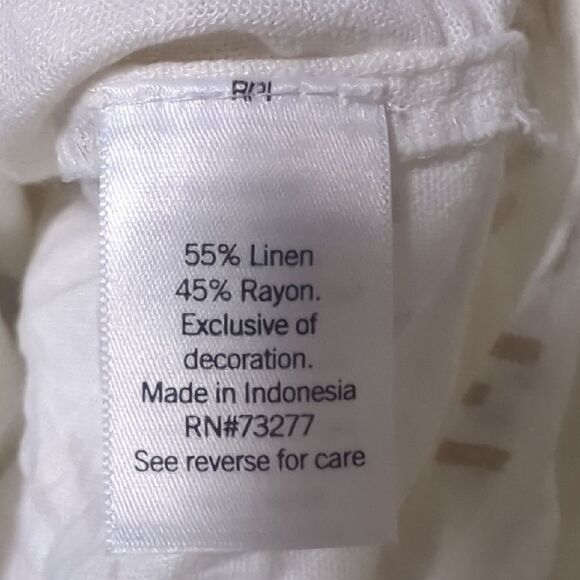 55% Linen
45% Rayon.
Exclusive of
decoration.
Made in Indonesia
RN#73277
See reverse for care